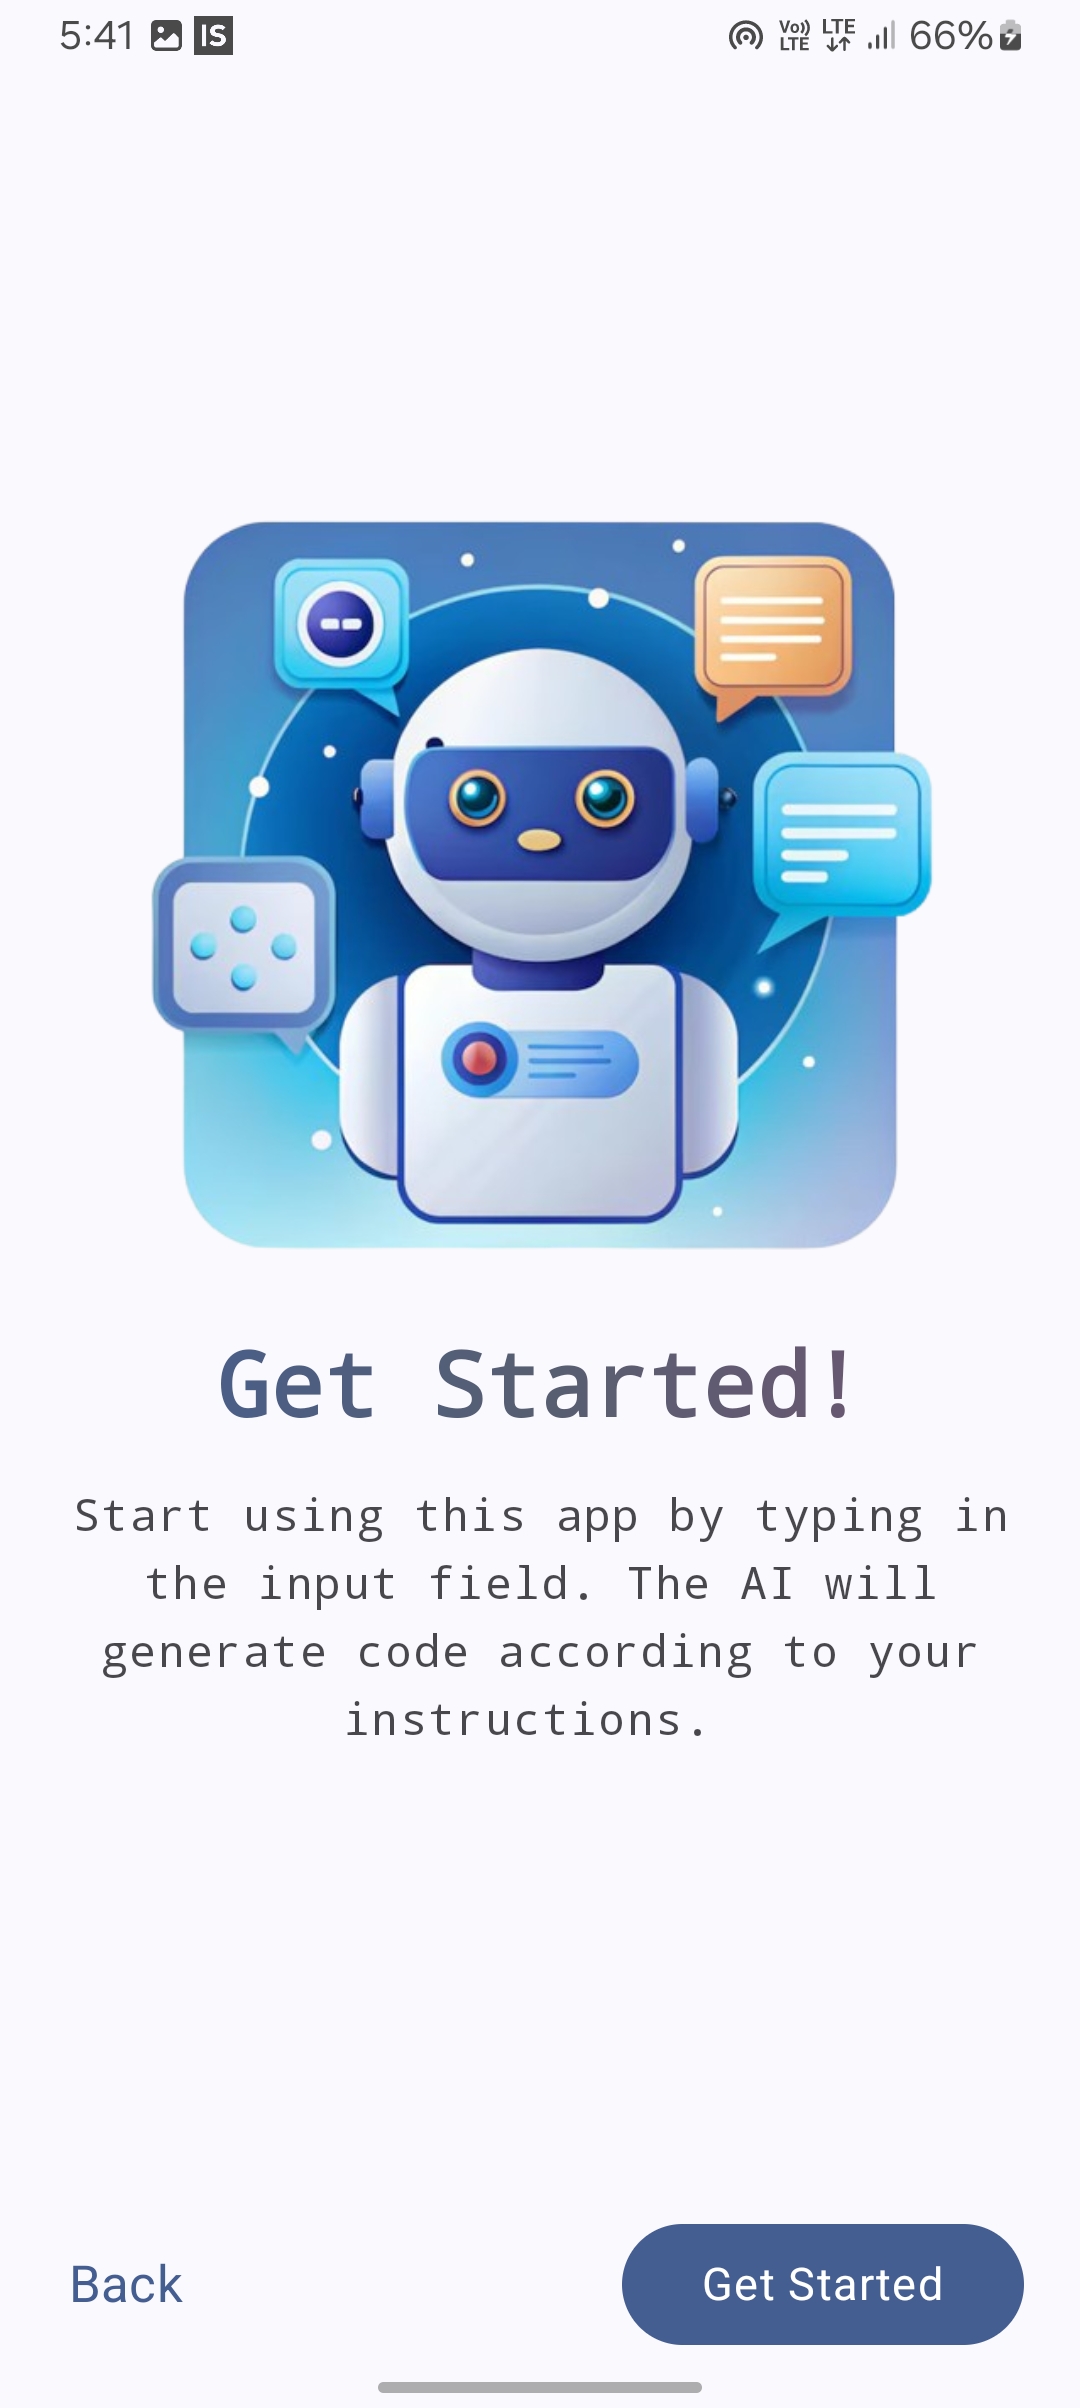 5:41 IS Vo)) LTE LTE 66%
Get Started!
Start using this app by typing in
the input field. The AI will
generate code according to your
instructions.
Back Get Started